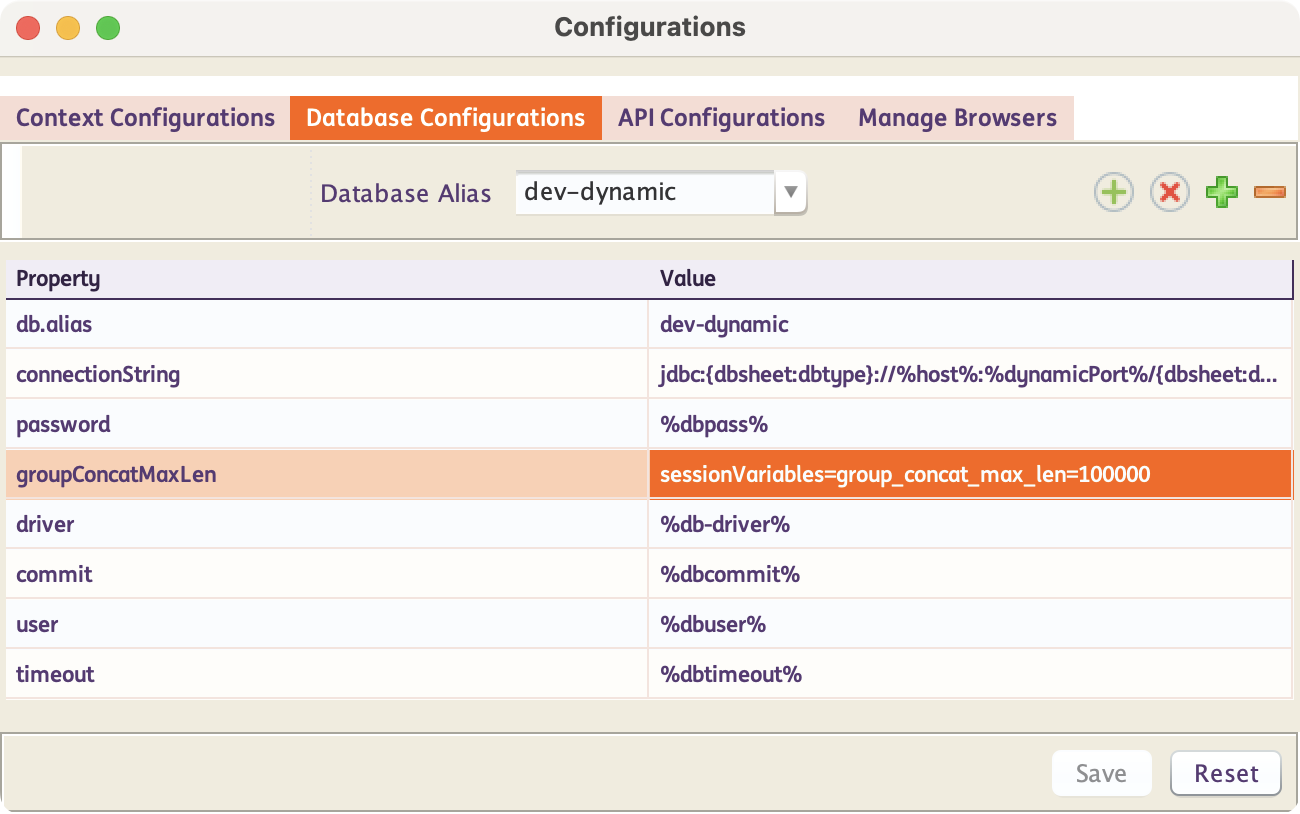 Configurations
Context Configurations Database Configurations API Configurations Manage Browsers
Database Alias dev-dynamic
Property Value
db.alias dev-dynamic
connectionString jdbc:{dbsheet:dbtype}://%host%:%dynamicPort%/{dbsheet:d...
password %dbpass%
groupConcatMaxLen sessionVariables=group_concat_max_len=100000
driver %db-driver%
commit %dbcommit%
user %dbuser%
timeout %dbtimeout%
Save Reset